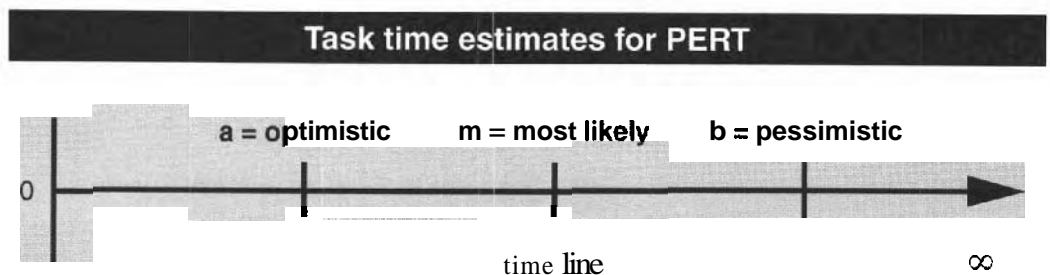 Task time estimates for PERT
a = optimistic m = most likely b = pessimistic
0
time line ∞